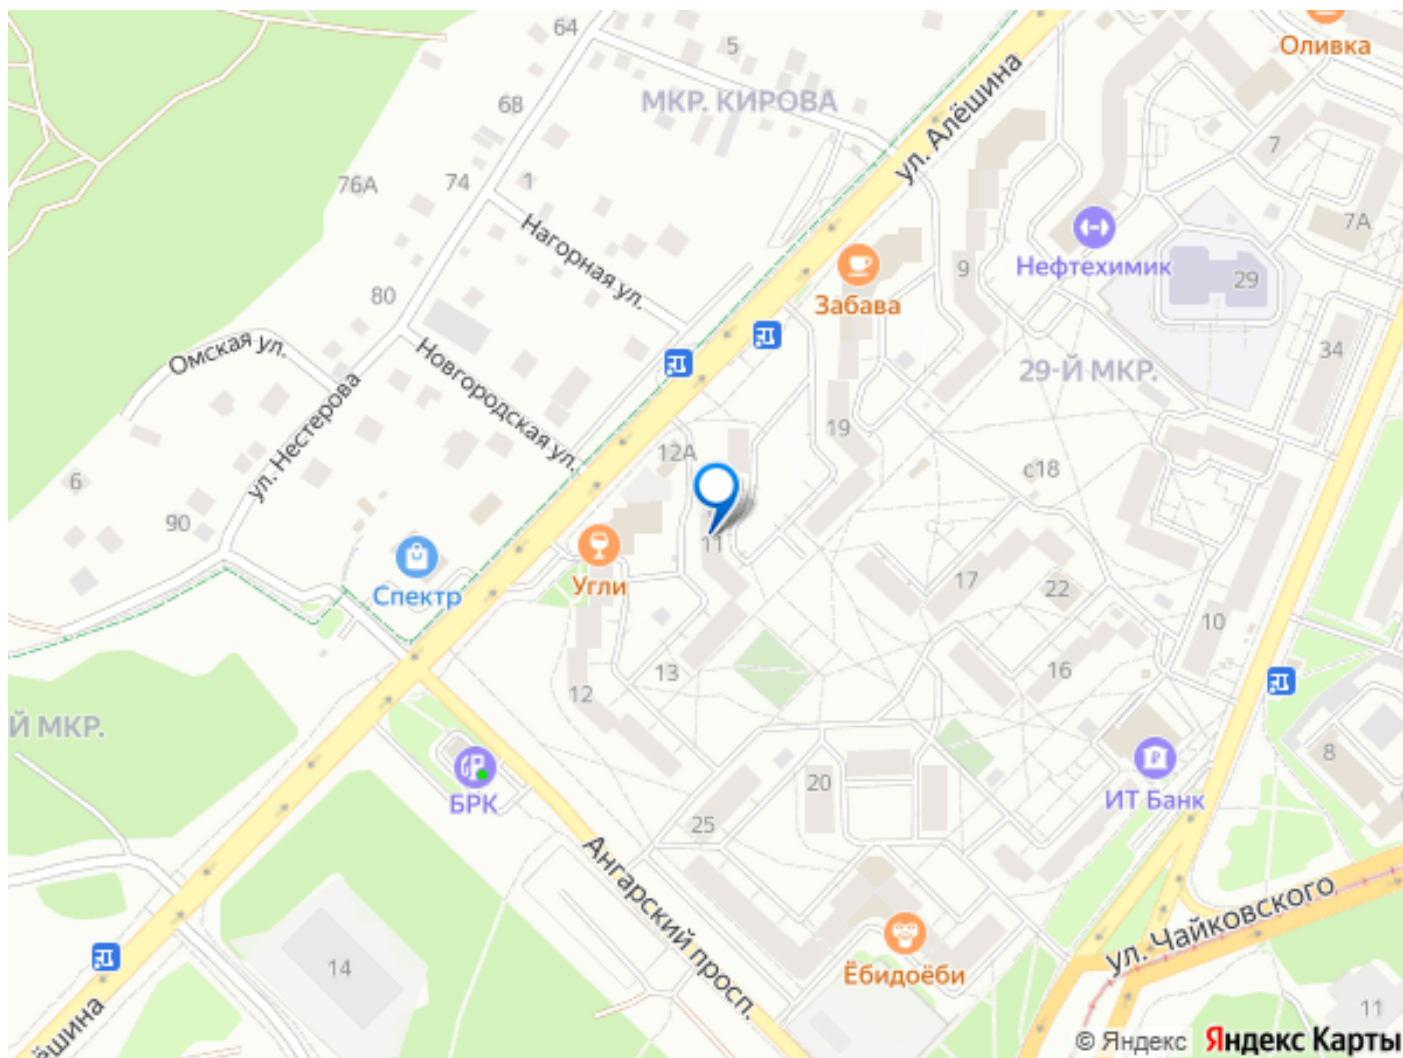 64
5
Оливка
МКР. КИРОВА
68
ул. Алёшина
7
76А
74
1
7А
Нагорная ул.
9
Нефтехимик
29
80
Забава
Омская ул.
Новгородская ул.
29-Й МКР.
34
ул. Нестерова
19
12А
с18
6
90
11
Спектр
Угли
17
22
10
13
16
12
Й МКР.
8
БРК
20
ИТ Банк
25
Ангарский просп.
ул. Чайковского
14
Ёбидоёби
11
ёшина
© Яндекс Яндекс Карты